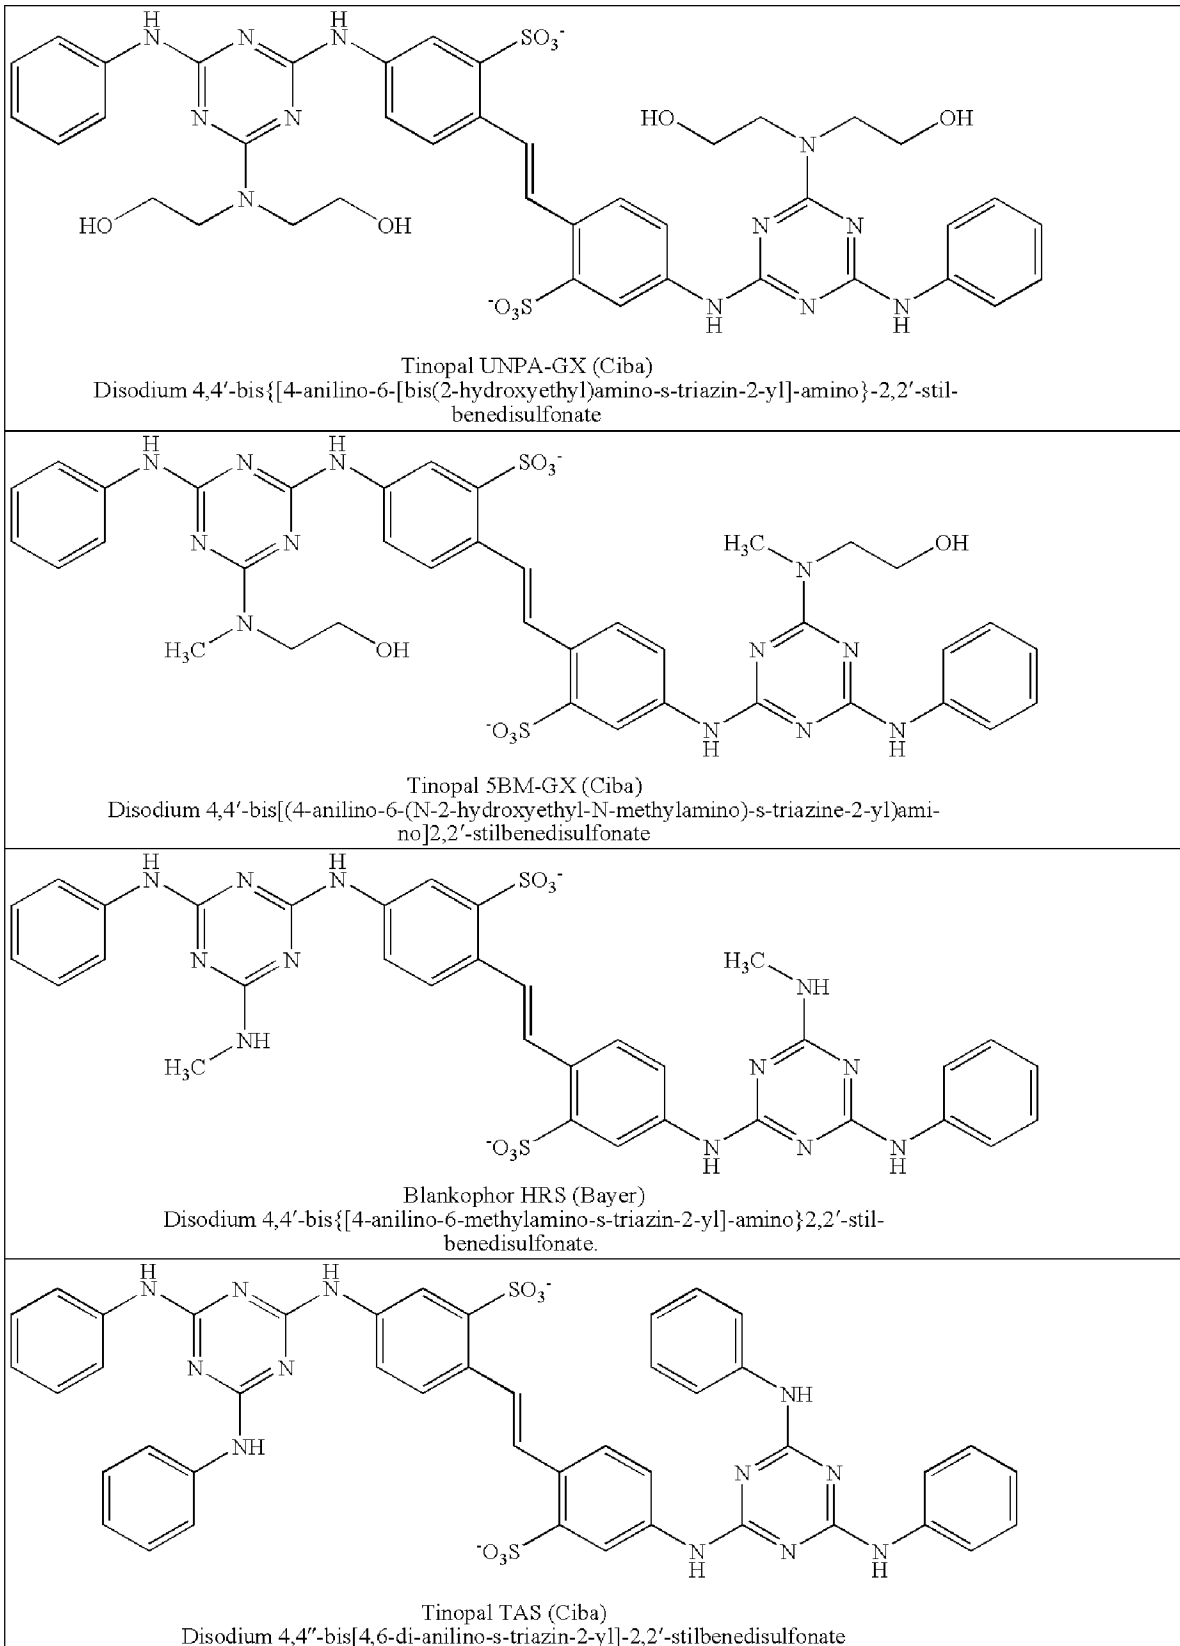 H H
N N N SO3-
N N
HO OH
N
N
HO OH
N N
-O3S N N N
H H
Tinopal UNPA-GX (Ciba)
Disodium 4,4′-bis{[4-anilino-6-[bis(2-hydroxyethyl)amino-s-triazin-2-yl]-amino}-2,2′-stil-
benedisulfonate
H H
N N N SO3-
N N
H3C OH
N
N
H3C OH
N N
-O3S N N N
H H
Tinopal 5BM-GX (Ciba)
Disodium 4,4′-bis[(4-anilino-6-(N-2-hydroxyethyl-N-methylamino)-s-triazine-2-yl)ami-
no]2,2′-stilbenedisulfonate
H H
N N N SO3-
N N
H3C
NH
NH
H3C
N N
-O3S N N N
H H
Blankophor HRS (Bayer)
Disodium 4,4′-bis{[4-anilino-6-methylamino-s-triazin-2-yl]-amino}2,2′-stil-
benedisulfonate.
H H
N N N SO3-
N N
NH
NH
N N
-O3S N N N
H H
Tinopal TAS (Ciba)
Disodium 4,4″-bis[4,6-di-anilino-s-triazin-2-yl]-2,2′-stilbenedisulfonate